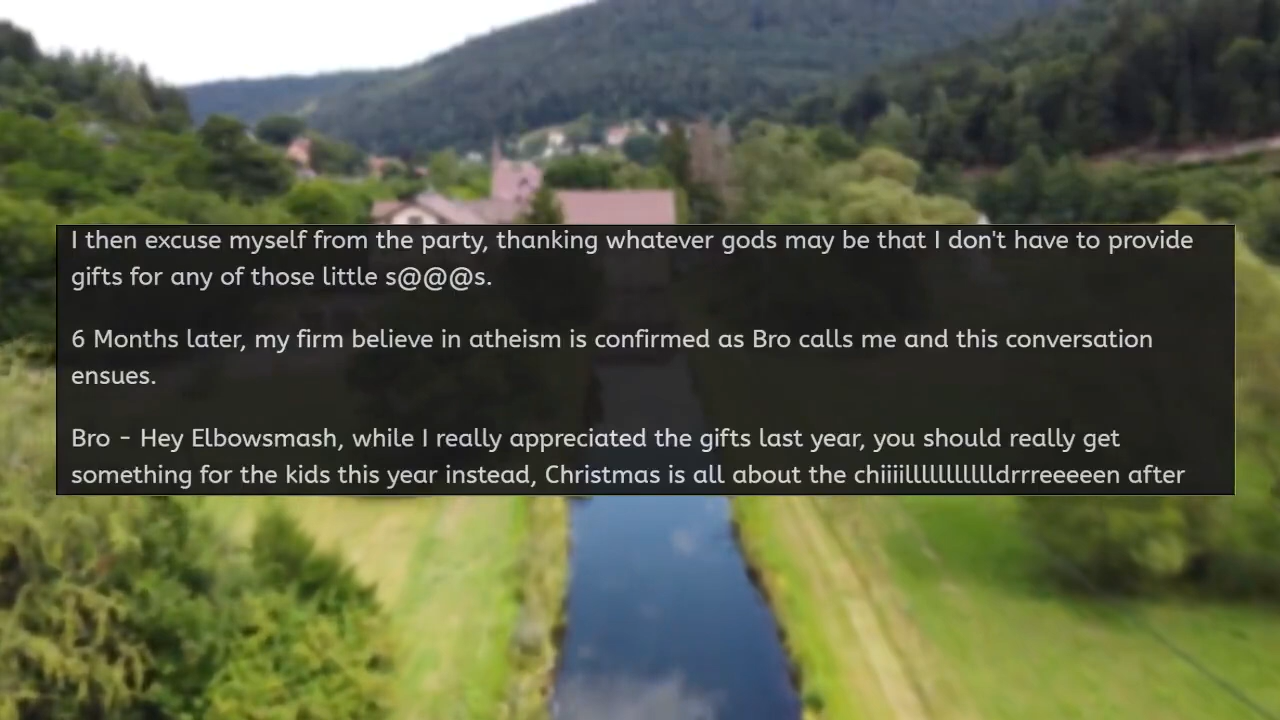 I then excuse myself from the party, thanking whatever gods may be that I don't have to provide
gifts for any of those little s@@@s.
6 Months later, my firm believe in atheism is confirmed as Bro calls me and this conversation
ensues.
Bro - Hey Elbowsmash, while I really appreciated the gifts last year, you should really get
something for the kids this year instead, Christmas is all about the chiiiilllllllllllldrrreeeeeen after